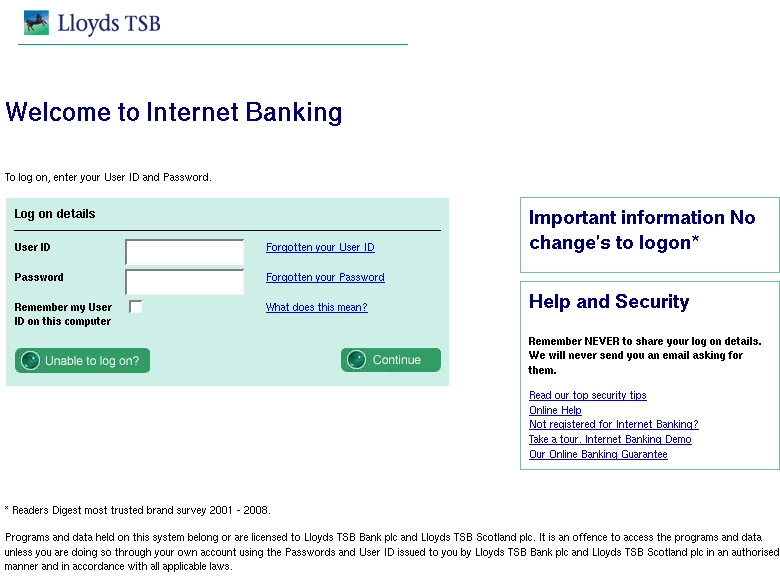 Lloyds TSB
Welcome to Internet Banking
To log on, enter your User ID and Password.
Log on details
User ID
Forgotten your User ID
Password
Forgotten your Password
Remember my User
ID on this computer
What does this mean?
Unable to log on?
Continue
Important information No
change's to logon*
Help and Security
Remember NEVER to share your log on details.
We will never send you an email asking for
them.
Read our top security tips
Online Help
Not registered for Internet Banking?
Take a tour. Internet Banking Demo
Our Online Banking Guarantee
* Readers Digest most trusted brand survey 2001 - 2008.
Programs and data held on this system belong or are licensed to Lloyds TSB Bank plc and Lloyds TSB Scotland plc. It is an offence to access the programs and data
unless you are doing so through your own account using the Passwords and User ID issued to you by Lloyds TSB Bank plc and Lloyds TSB Scotland plc in an authorised
manner and in accordance with all applicable laws.